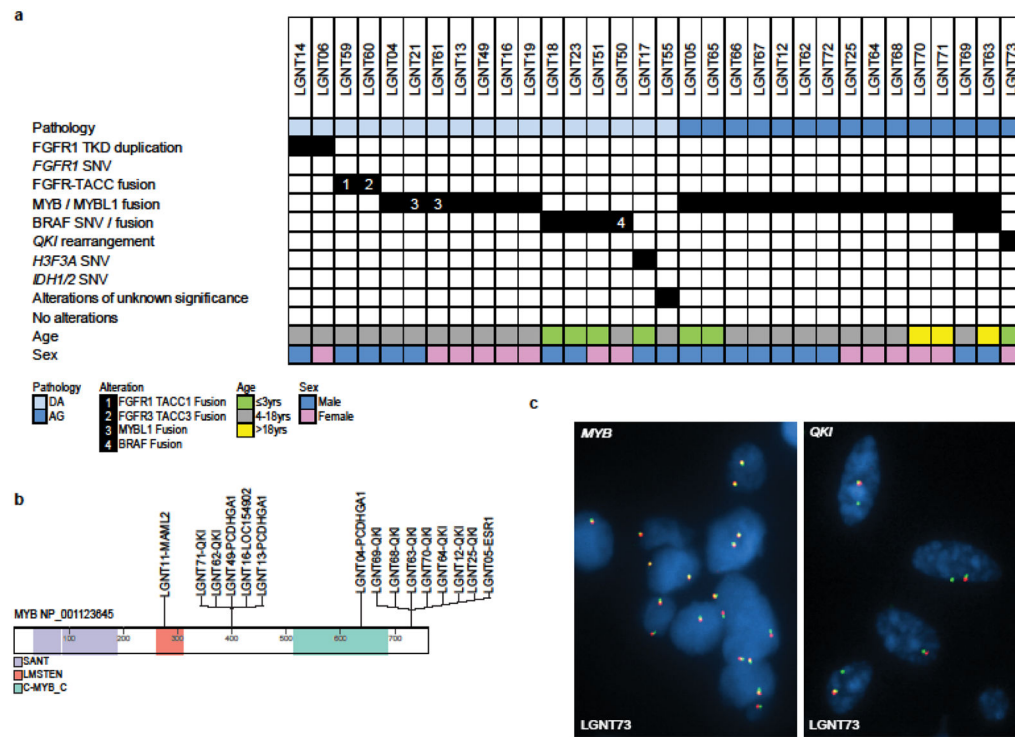 a
LGNT14 LGNT06 LGNT59 LGNT60 LGNT04 LGNT21 LGNT61 LGNT13 LGNT49 LGNT16 LGNT19 LGNT18 LGNT23 LGNT51 LGNT50 LGNT17 LGNT55 LGNT05 LGNT65 LGNT66 LGNT67 LGNT12 LGNT62 LGNT72 LGNT25 LGNT64 LGNT68 LGNT70 LGNT71 LGNT69 LGNT63 LGNT73
Pathology
FGFR1 TKD duplication
FGFR1 SNV
FGFR-TACC fusion 1 2
MYB / MYBL1 fusion 3 3
BRAF SNV / fusion 4
QKI rearrangement
H3F3A SNV
IDH1/2 SNV
Alterations of unknown significance
No alterations
Age
Sex
Pathology
DA
AG
Alteration
1 FGFR1 TACC1 Fusion
2 FGFR3 TACC3 Fusion
3 MYBL1 Fusion
4 BRAF Fusion
Age
≤3yrs
4-18yrs
>18yrs
Sex
Male
Female
b
LGNT11-MAML2
LGNT71-QKI
LGNT62-QKI
LGNT49-PCDHGA1
LGNT16-LOC154902
LGNT13-PCDHGA1
LGNT04-PCDHGA1
LGNT69-QKI
LGNT68-QKI
LGNT63-QKI
LGNT70-QKI
LGNT64-QKI
LGNT12-QKI
LGNT25-QKI
LGNT05-ESR1
MYB NP_001123645
100 200 300 400 500 600 700
SANT
LMSTEN
C-MYB_C
c
MYB
LGNT73
QKI
LGNT73